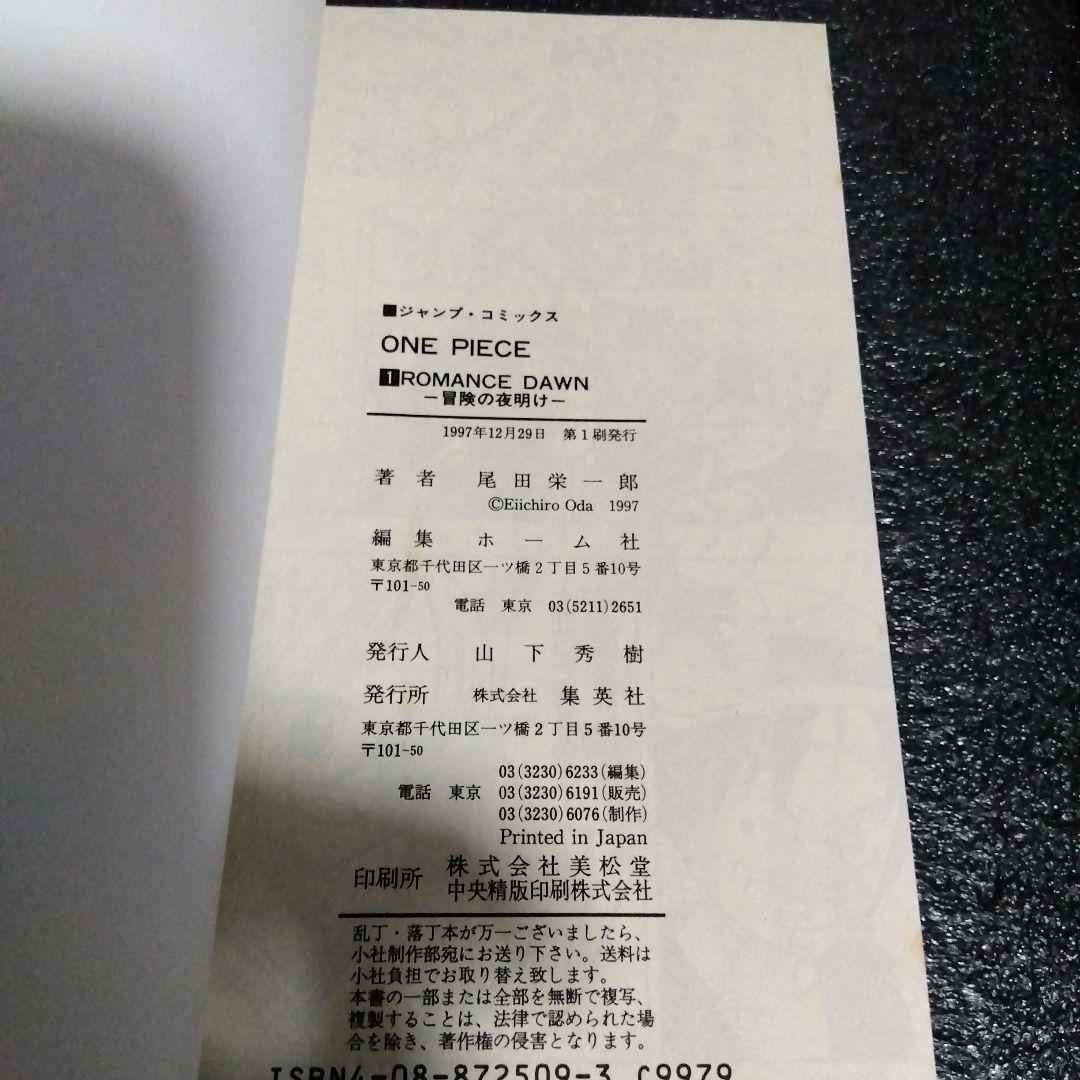 ■ジャンプ・コミックス
ONE PIECE
1 ROMANCE DAWN
－冒険の夜明け－
1997年12月29日 第1刷発行
著者 尾田栄一郎
©Eiichiro Oda 1997
編集 ホーム社
東京都千代田区一ツ橋2丁目5番10号
〒101-50
電話 東京 03(5211)2651
発行人 山下秀樹
発行所 株式会社 集英社
東京都千代田区一ツ橋2丁目5番10号
〒101-50
03(3230)6233(編集)
電話 東京 03(3230)6191(販売)
03(3230)6076(制作)
Printed in Japan
印刷所 株式会社美松堂
中央精版印刷株式会社
乱丁・落丁本が万一ございましたら、
小社制作部宛にお送り下さい。送料は
小社負担でお取り替え致します。
本書の一部または全部を無断で複写、
複製することは、法律で認められた場
合を除き、著作権の侵害となります。
ISBN4-08-872509-3 C9979